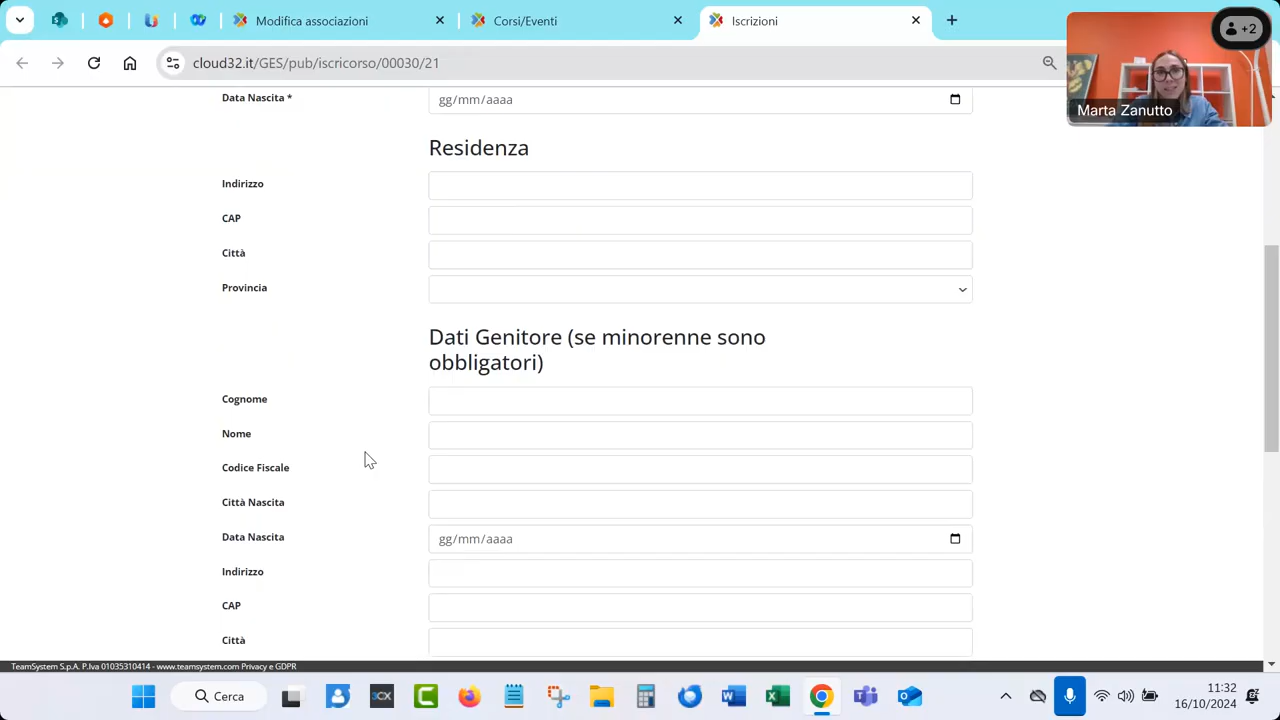 Modifica associazioni
Corsi/Eventi
Iscrizioni
+2
cloud32.it/GES/pub/iscricorso/00030/21
Marta Zanutto
Data Nascita *
gg/mm/aaaa
Residenza
Indirizzo
CAP
Città
Provincia
Dati Genitore (se minorenne sono
obbligatori)
Cognome
Nome
Codice Fiscale
Città Nascita
Data Nascita
gg/mm/aaaa
Indirizzo
CAP
Città
TeamSystem S.p.A. P.Iva 01035310414 - www.teamsystem.com Privacy e GDPR
Cerca
3CX
11:32
16/10/2024